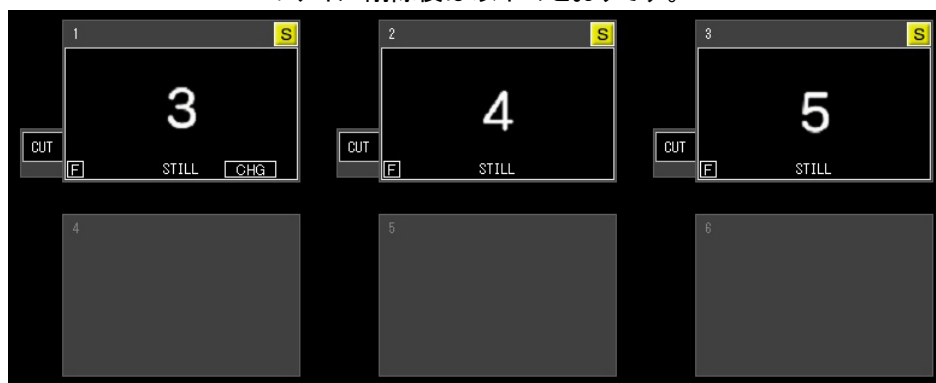 1 S 2 S 3 S
3 4 5
CUT CUT CUT
F STILL CHG F STILL F STILL
4 5 6